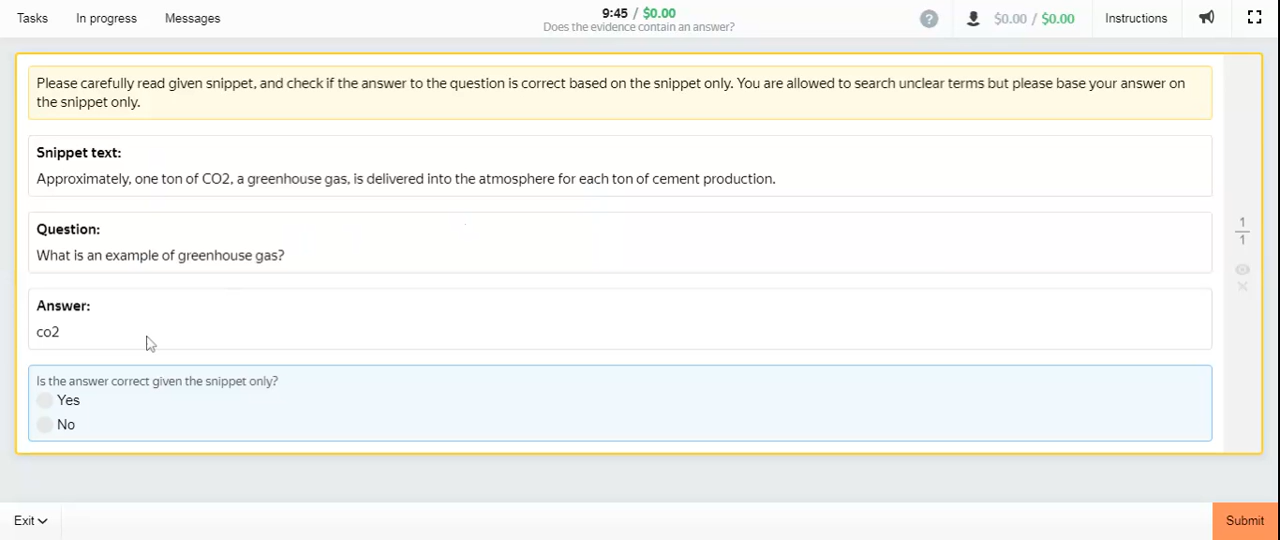 Tasks In progress Messages 9:45 / $0.00 ? $0.00 / $0.00 Instructions
Does the evidence contain an answer?
Please carefully read given snippet, and check if the answer to the question is correct based on the snippet only. You are allowed to search unclear terms but please base your answer on
the snippet only.
Snippet text:
Approximately, one ton of CO2, a greenhouse gas, is delivered into the atmosphere for each ton of cement production.
Question:
What is an example of greenhouse gas?
1
1
Answer:
co2
Is the answer correct given the snippet only?
Yes
No
Exit Submit